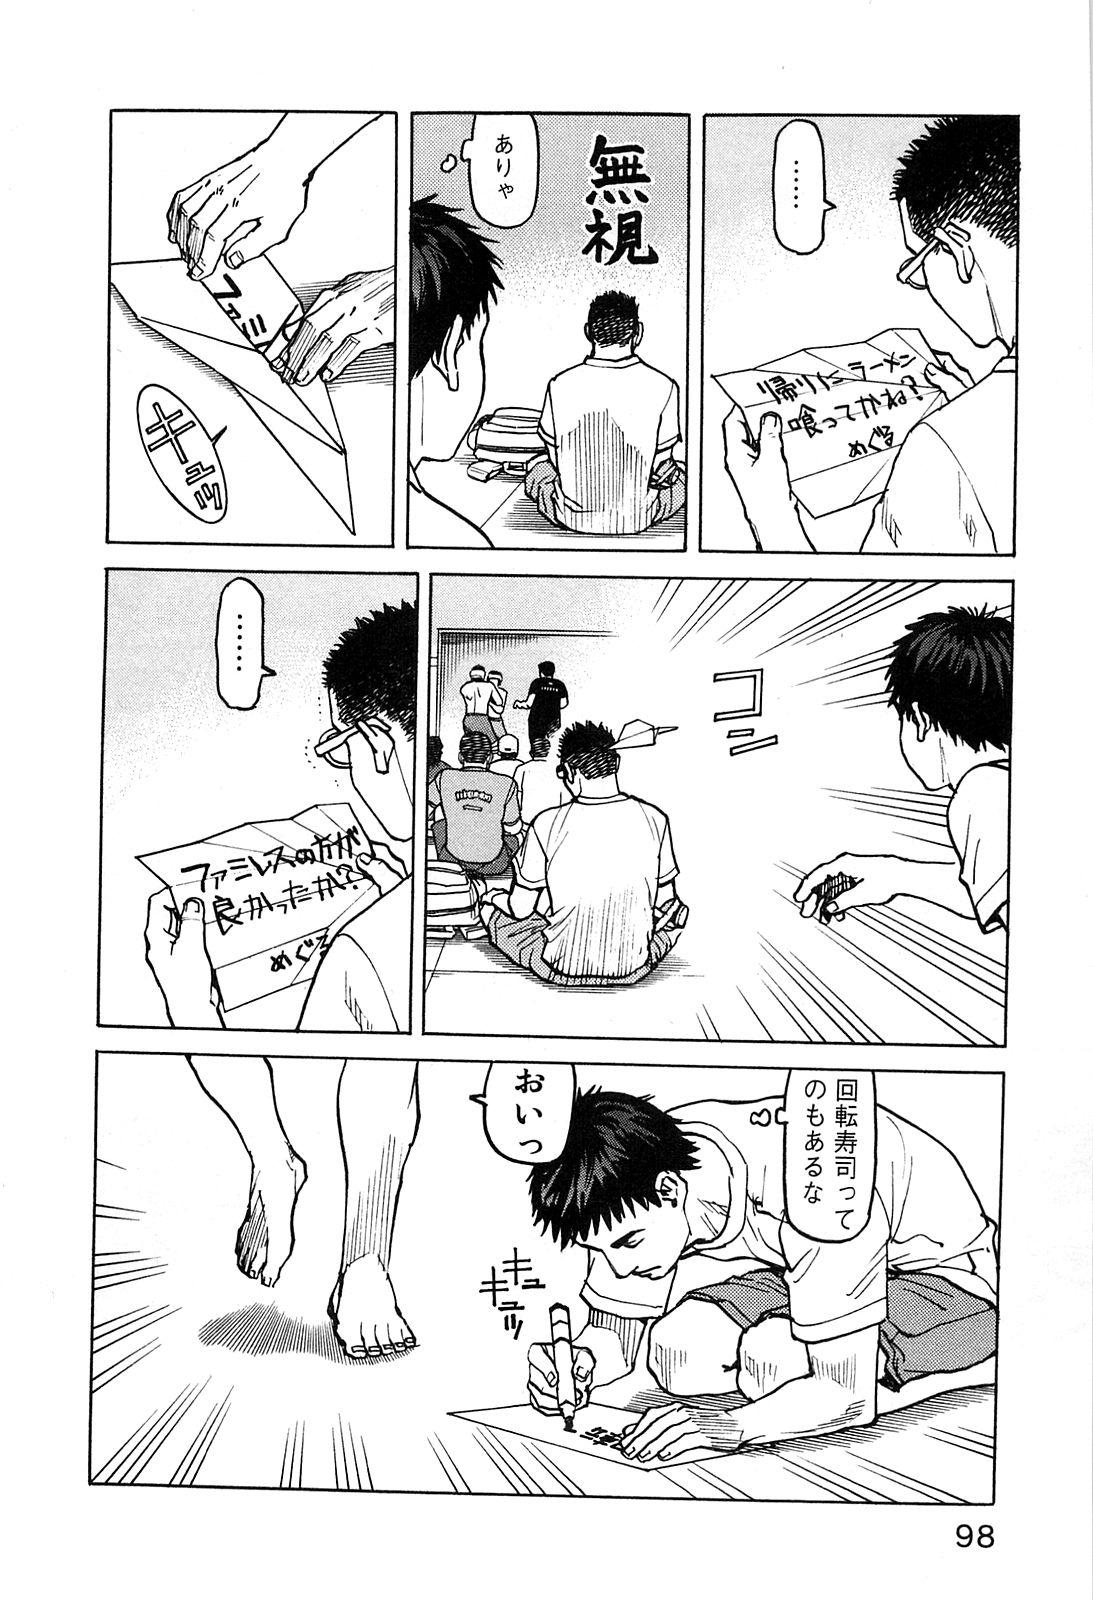 ……
帰りにラーメン
喰ってかね?
めぐる
無視
ありゃ
ファミ
キュッ
コン
……
ファミレスの方が
良かったか?
めぐる
回転寿司って
のもあるな
おいっ
キュ
キュッ
98